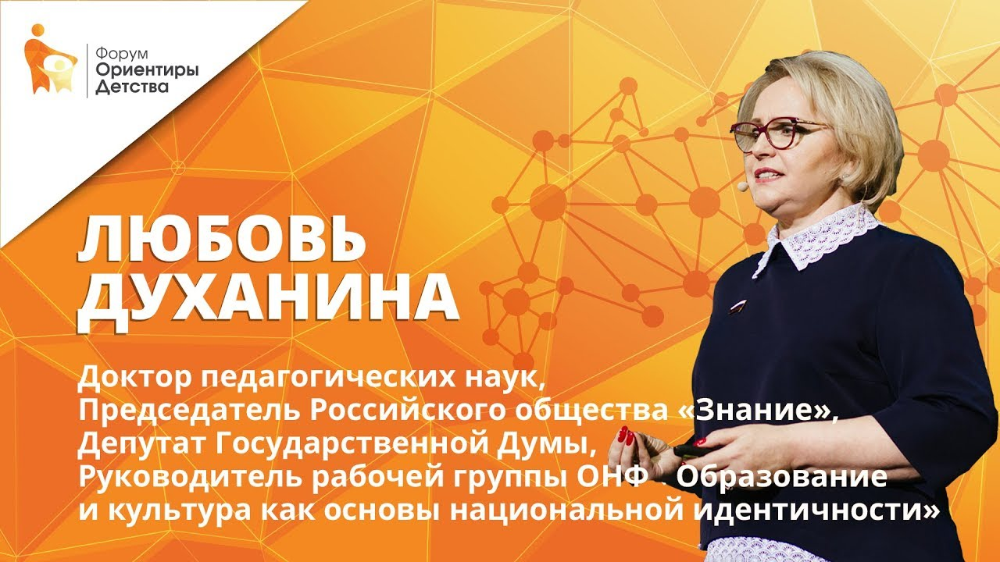 Форум
Ориентиры
Детства
ЛЮБОВЬ
ДУХАНИНА
Доктор педагогических наук,
Председатель Российского общества «Знание»,
Депутат Государственной Думы,
Руководитель рабочей группы ОНФ Образование
и культура как основы национальной идентичности»